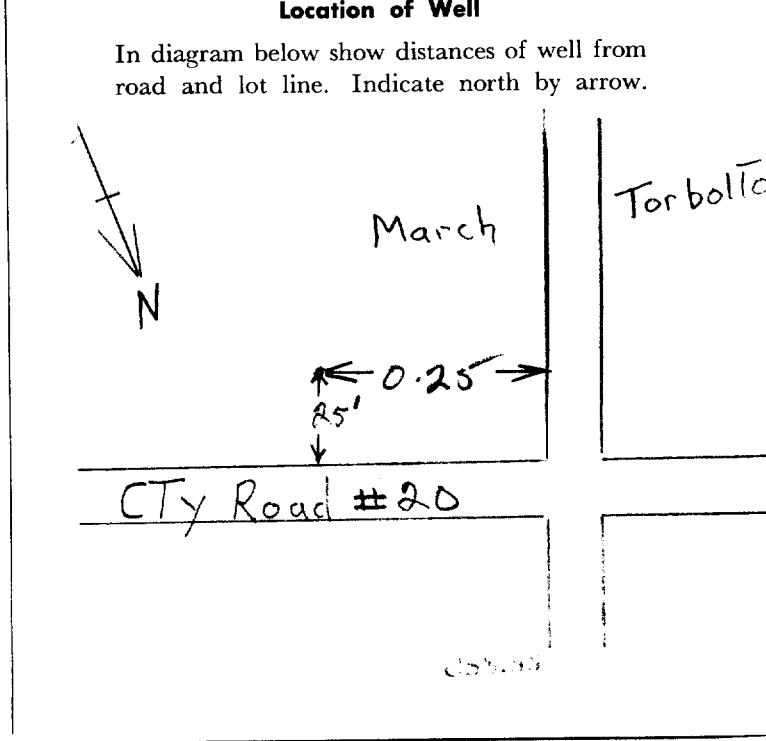 Location of Well
In diagram below show distances of well from
road and lot line. Indicate north by arrow.
Torbolto
March
N
0.25
25'
CTy Road #20